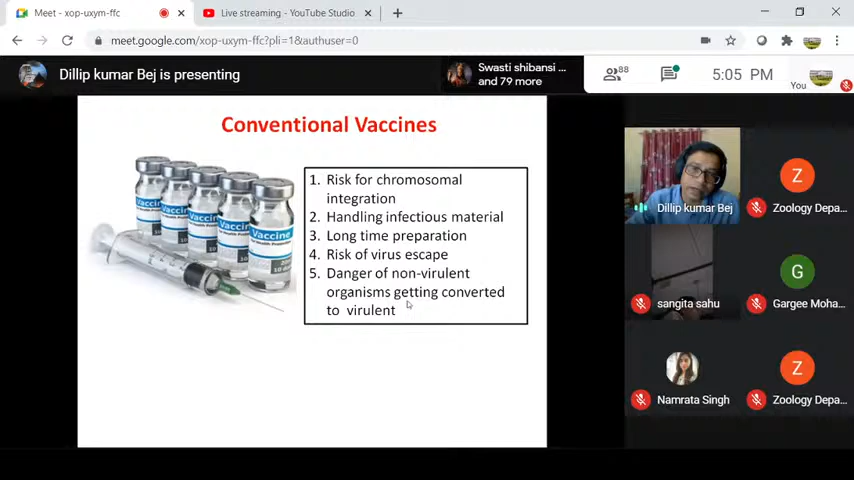 Meet - xop-uxym-ffc
Live streaming - YouTube Studio
meet.google.com/xop-uxym-ffc?pli=1&authuser=0
Dillip kumar Bej is presenting
Swasti shibansi ...
and 79 more
88
5:05 PM
You
Conventional Vaccines
1. Risk for chromosomal
integration
2. Handling infectious material
3. Long time preparation
4. Risk of virus escape
5. Danger of non-virulent
organisms getting converted
to virulent
Vaccine
Vaccine
Dillip kumar Bej
Z
Zoology Depa...
sangita sahu
G
Gargee Moha...
Namrata Singh
Z
Zoology Depa...